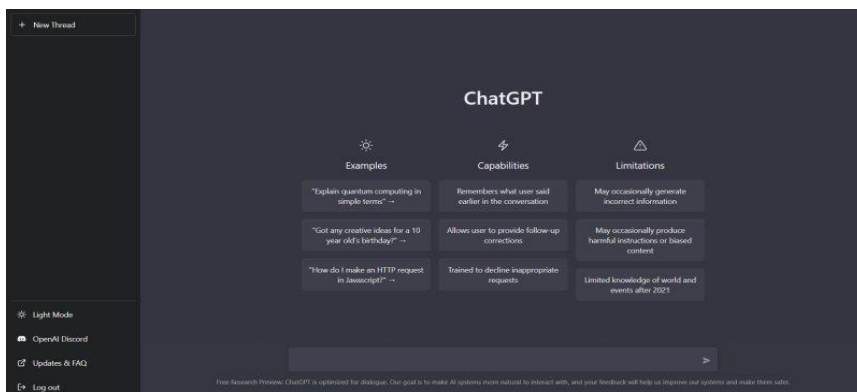 + New Thread
ChatGPT
Examples
"Explain quantum computing in
simple terms" →
"Got any creative ideas for a 10
year old's birthday?" →
"How do I make an HTTP request
in Javascript?" →
Capabilities
Remembers what user said
earlier in the conversation
Allows user to provide follow-up
corrections
Trained to decline inappropriate
requests
Limitations
May occasionally generate
incorrect information
May occasionally produce
harmful instructions or biased
content
Limited knowledge of world and
events after 2021
Light Mode
OpenAI Discord
Updates & FAQ
Log out
Free Research Preview: ChatGPT is optimized for dialogue. Our goal is to make AI systems more natural to interact with, and your feedback will help us improve our systems and make them safer.